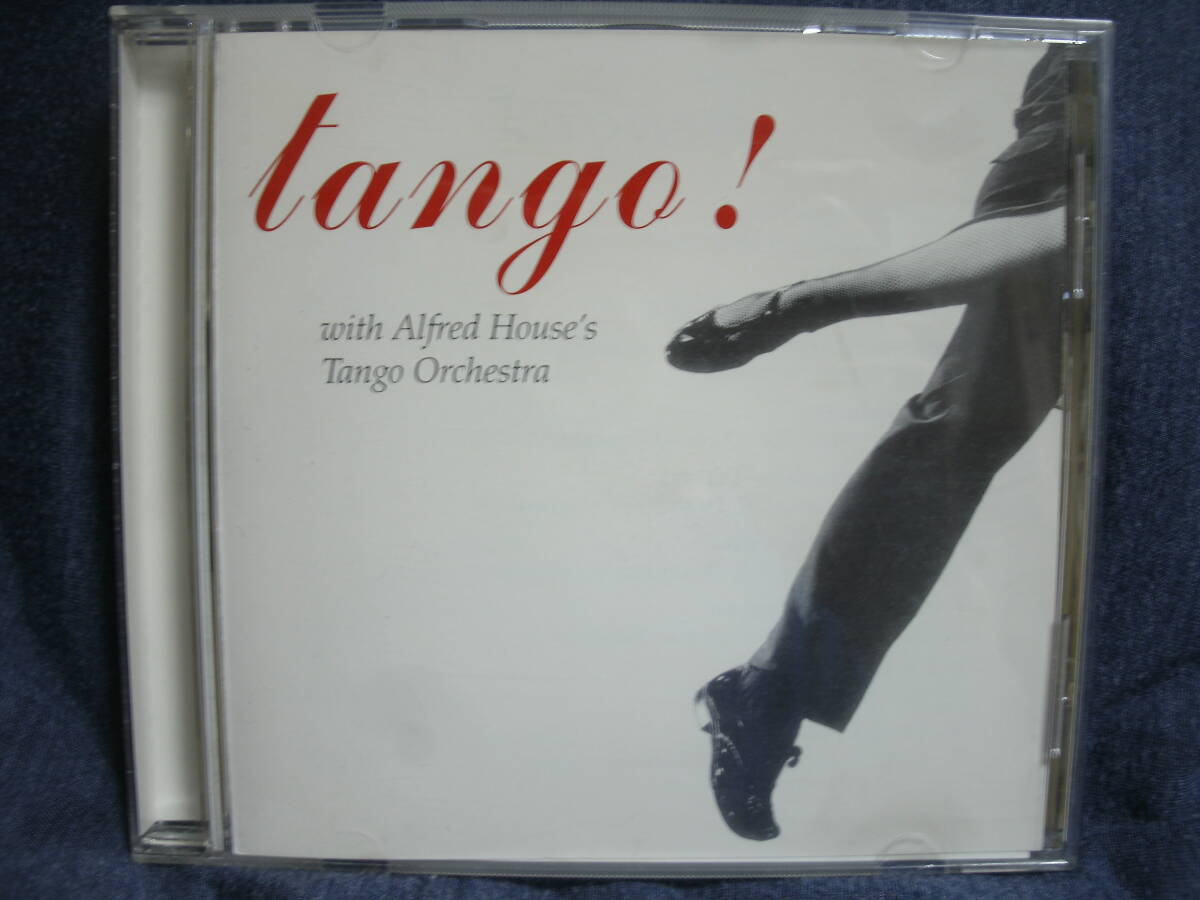 tango!
with Alfred House's
Tango Orchestra